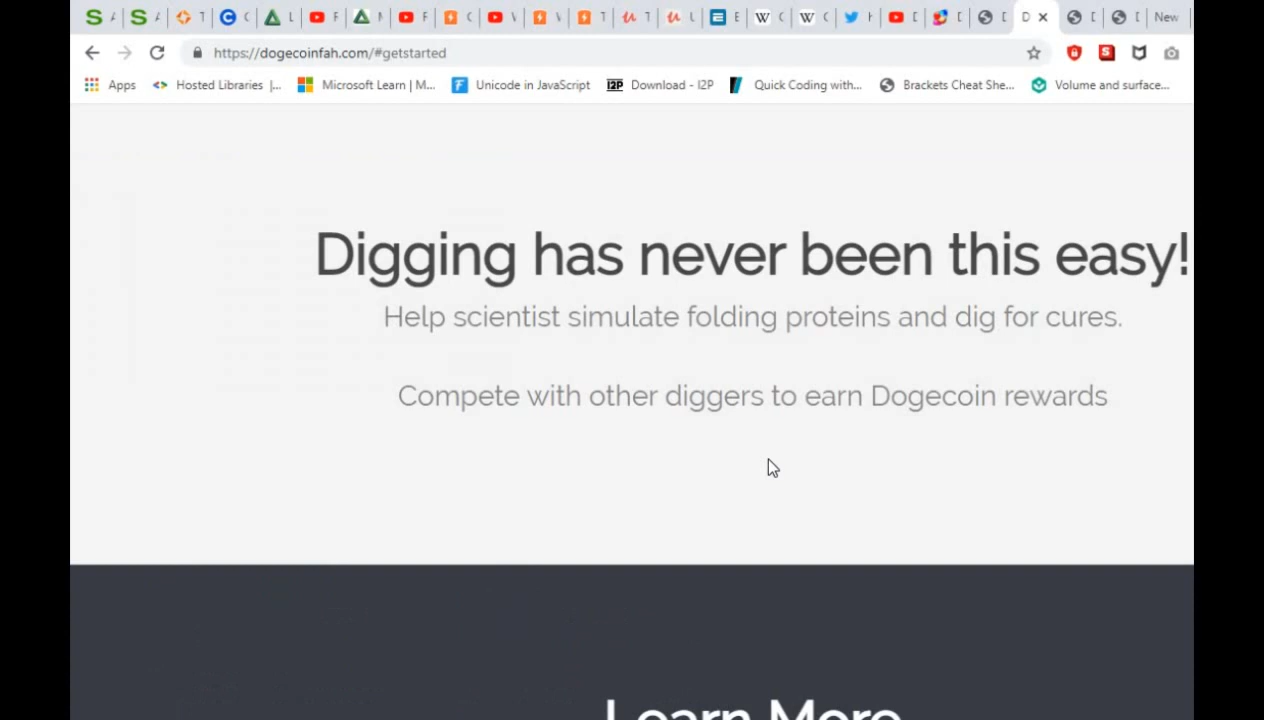 https://dogecoinfah.com/#getstarted
Apps Hosted Libraries |... Microsoft Learn | M... Unicode in JavaScript I2P Download - I2P Quick Coding with... Brackets Cheat She... Volume and surface...
New
Digging has never been this easy!
Help scientist simulate folding proteins and dig for cures.
Compete with other diggers to earn Dogecoin rewards
Learn More